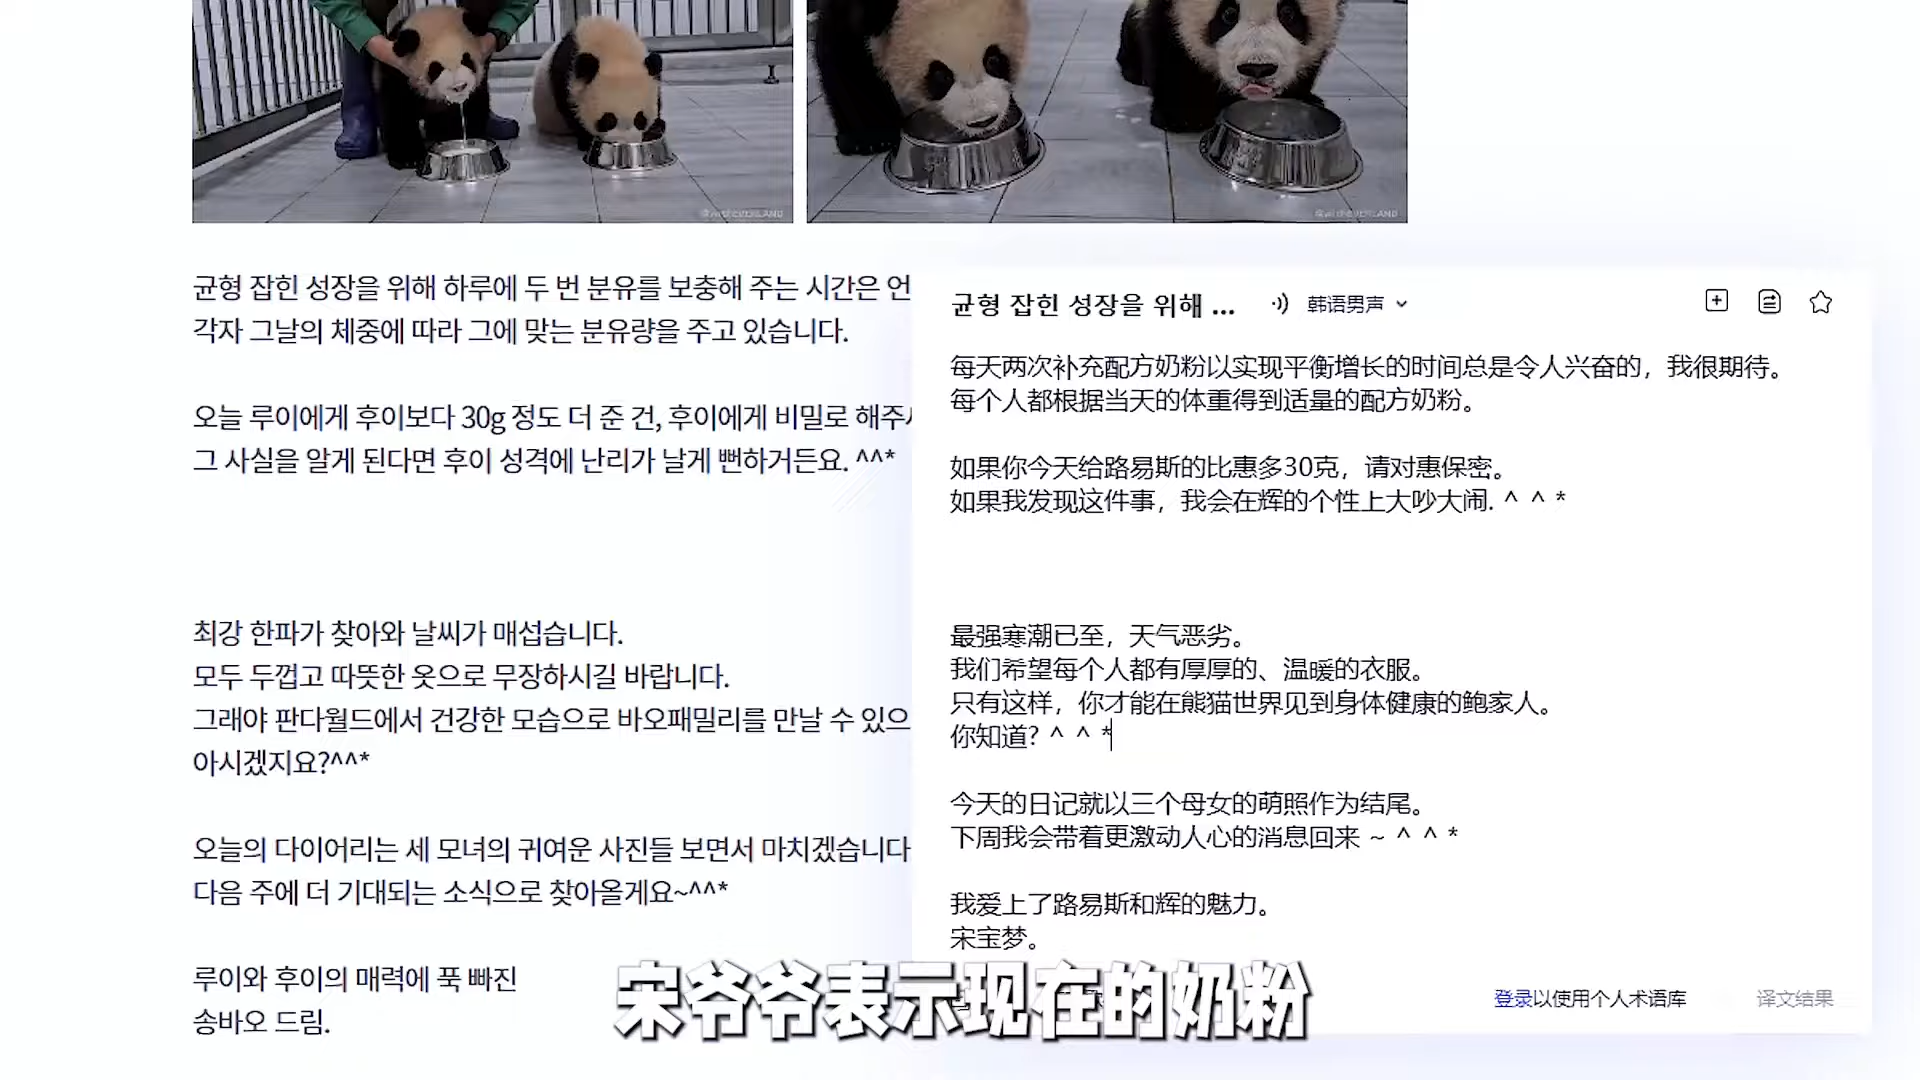 균형 잡힌 성장을 위해 하루에 두 번 분유를 보충해 주는 시간은 언
각자 그날의 체중에 따라 그에 맞는 분유량을 주고 있습니다.
오늘 루이에게 후이보다 30g 정도 더 준 건, 후이에게 비밀로 해주
그 사실을 알게 된다면 후이 성격에 난리가 날게 뻔하거든요. ^^*
최강 한파가 찾아와 날씨가 매섭습니다.
모두 두껍고 따뜻한 옷으로 무장하시길 바랍니다.
그래야 판다월드에서 건강한 모습으로 바오패밀리를 만날 수 있으
아시겠지요?^^*
오늘의 다이어리는 세 모녀의 귀여운 사진들 보면서 마치겠습니다
다음 주에 더 기대되는 소식으로 찾아올게요~^^*
루이와 후이의 매력에 푹 빠진
송바오 드림.
균형 잡힌 성장을 위해 ...
韩语男声
每天两次补充配方奶粉以实现平衡增长的时间总是令人兴奋的，我很期待。
每个人都根据当天的体重得到适量的配方奶粉。
如果你今天给路易斯的比惠多30克，请对惠保密。
如果我发现这件事，我会在辉的个性上大吵大闹. ^ ^ *
最强寒潮已至，天气恶劣。
我们希望每个人都有厚厚的、温暖的衣服。
只有这样，你才能在熊猫世界见到身体健康的鲍家人。
你知道? ^ ^ *
今天的日记就以三个母女的萌照作为结尾。
下周我会带着更激动人心的消息回来 ~ ^ ^ *
我爱上了路易斯和辉的魅力。
宋宝梦。
登录以使用个人术语库
译文结果
宋爷爷表示现在的奶粉